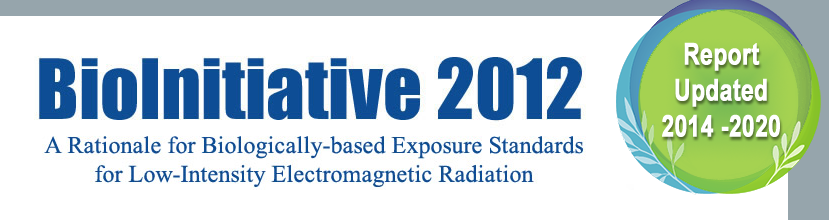 BioInitiative 2012
A Rationale for Biologically-based Exposure Standards
for Low-Intensity Electromagnetic Radiation
Report
Updated
2014 -2020